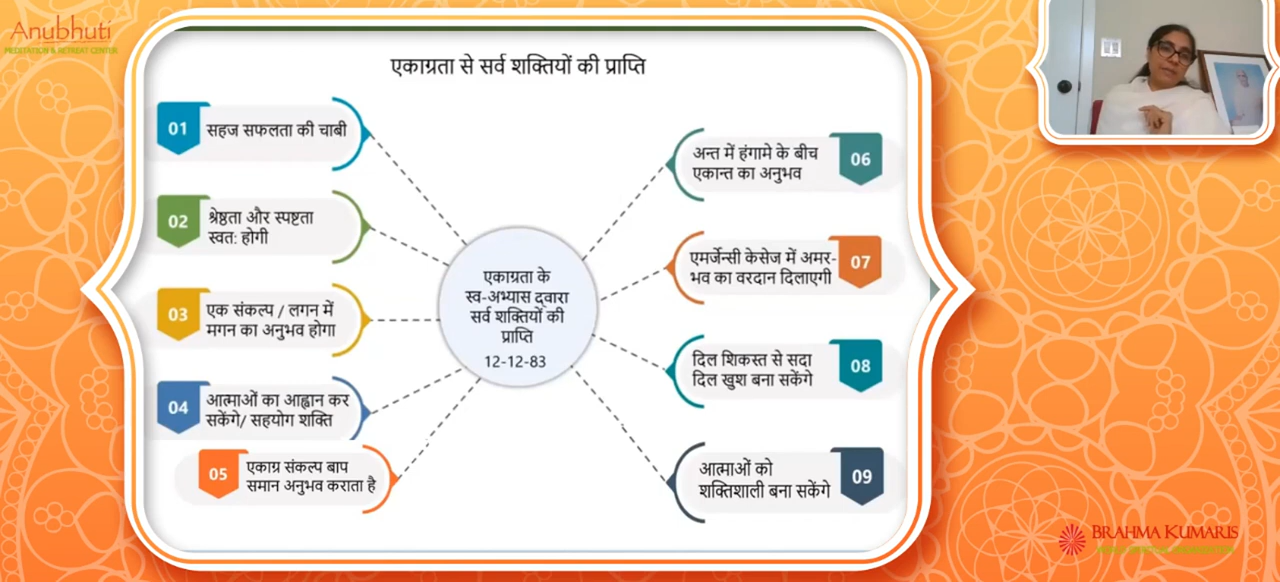 Anubhuti
MEDITATION & RETREAT CENTER
एकाग्रता से सर्व शक्तियों की प्राप्ति
01
सहज सफलता की चाबी
02
श्रेष्ठता और स्पष्टता
स्वत: होगी
03
एक संकल्प / लगन में
मगन का अनुभव होगा
04
आत्माओं का आह्वान कर
सकेंगे/ सहयोग शक्ति
05
एकाग्र संकल्प बाप
समान अनुभव कराता है
एकाग्रता के
स्व-अभ्यास द्वारा
सर्व शक्तियों की
प्राप्ति
12-12-83
06
अन्त में हंगामे के बीच
एकान्त का अनुभव
07
एमर्जेन्सी केसेज में अमर-
भव का वरदान दिलाएगी
08
दिल शिकस्त से सदा
दिल खुश बना सकेंगे
09
आत्माओं को
शक्तिशाली बना सकेंगे
BRAHMA KUMARIS